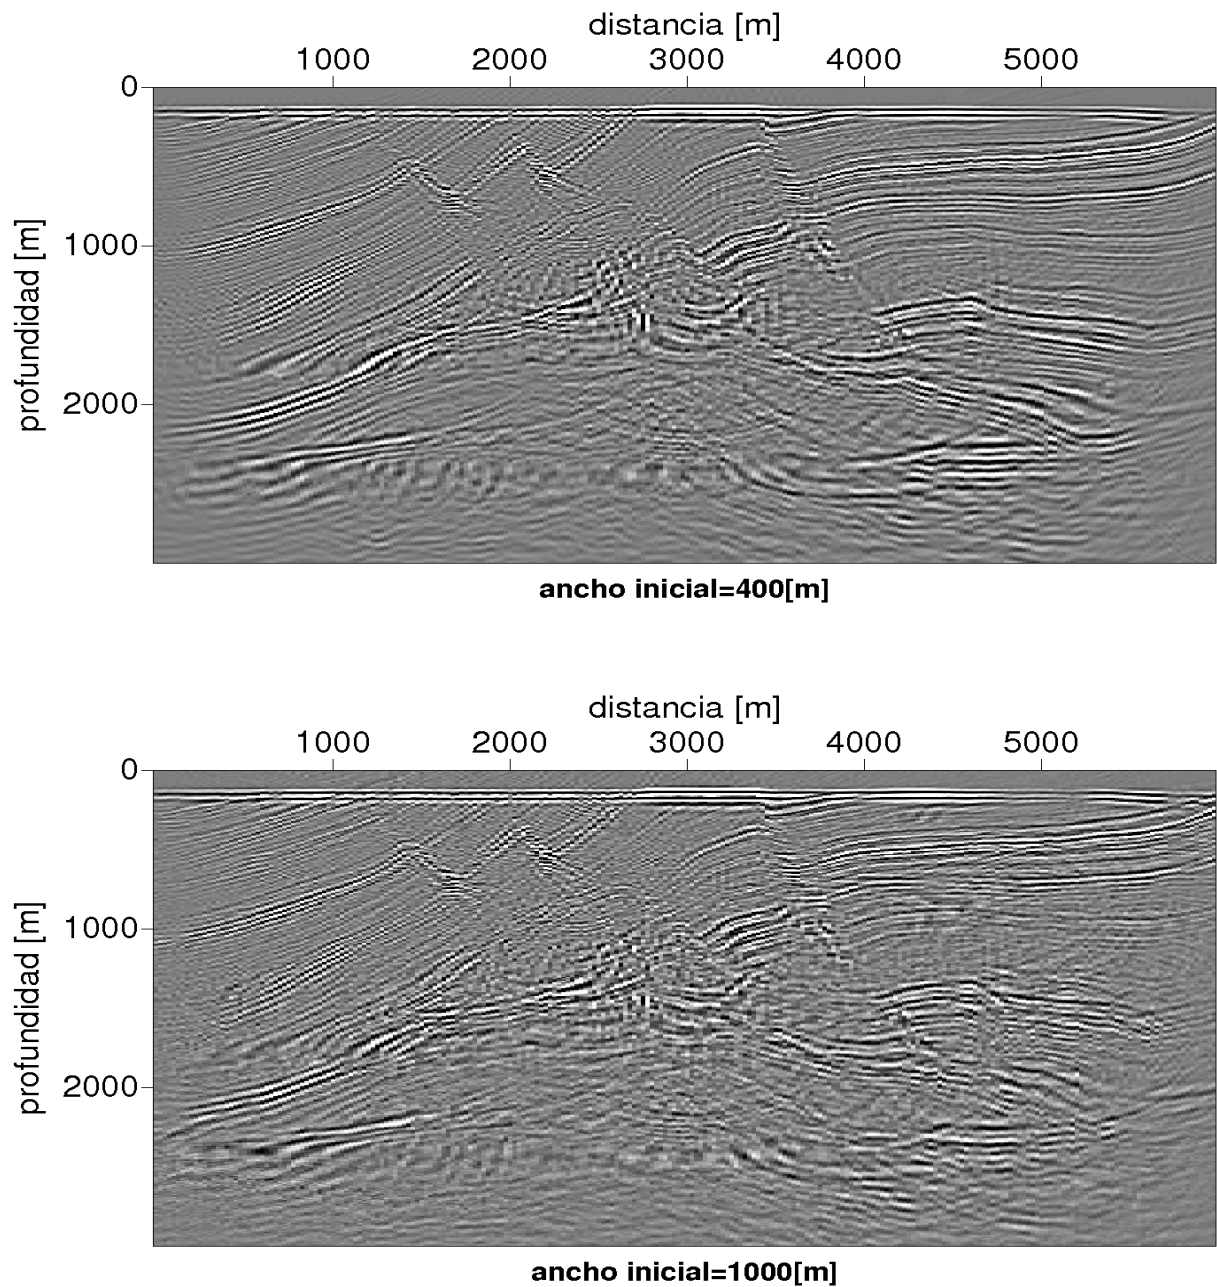 distancia [m]
1000 2000 3000 4000 5000
0
1000
2000
profundidad [m]
ancho inicial=400[m]
distancia [m]
1000 2000 3000 4000 5000
0
1000
2000
profundidad [m]
ancho inicial=1000[m]